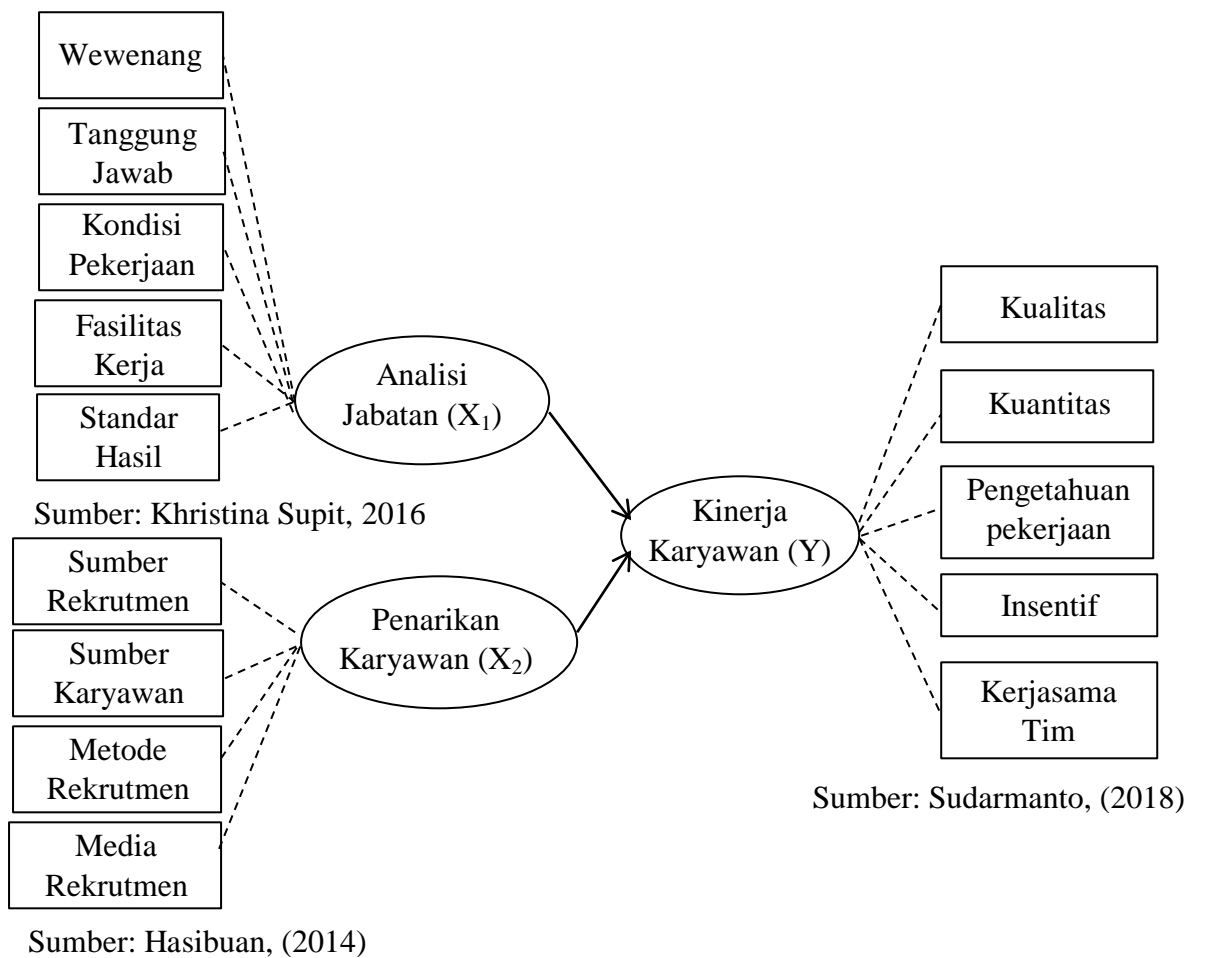 Wewenang
Tanggung
Jawab
Kondisi
Pekerjaan
Fasilitas
Kerja
Standar
Hasil
Sumber: Khristina Supit, 2016
Analisi
Jabatan (X₁)
Sumber
Rekrutmen
Sumber
Karyawan
Metode
Rekrutmen
Media
Rekrutmen
Sumber: Hasibuan, (2014)
Penarikan
Karyawan (X₂)
Kinerja
Karyawan (Y)
Kualitas
Kuantitas
Pengetahuan
pekerjaan
Insentif
Kerjasama
Tim
Sumber: Sudarmanto, (2018)